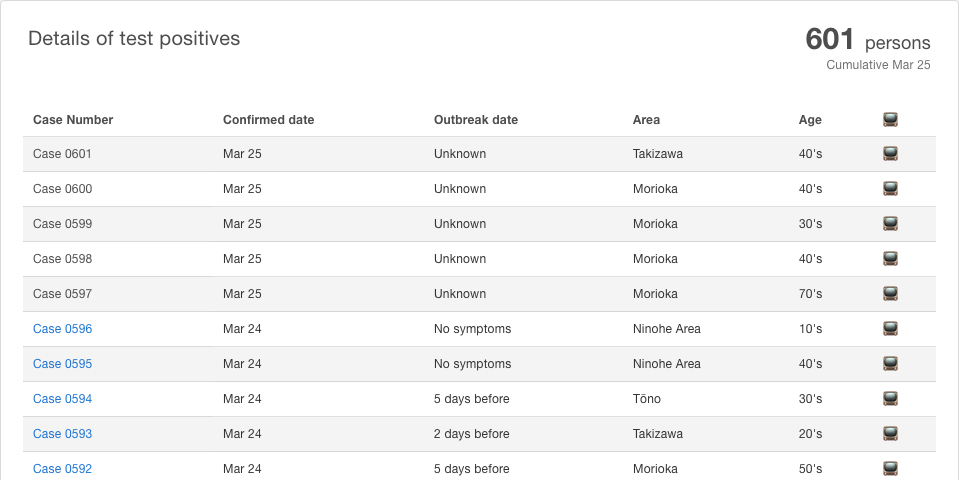 Details of test positives
601 persons
Cumulative Mar 25
Case Number Confirmed date Outbreak date Area Age
Case 0601 Mar 25 Unknown Takizawa 40's
Case 0600 Mar 25 Unknown Morioka 40's
Case 0599 Mar 25 Unknown Morioka 30's
Case 0598 Mar 25 Unknown Morioka 40's
Case 0597 Mar 25 Unknown Morioka 70's
Case 0596 Mar 24 No symptoms Ninohe Area 10's
Case 0595 Mar 24 No symptoms Ninohe Area 40's
Case 0594 Mar 24 5 days before Tōno 30's
Case 0593 Mar 24 2 days before Takizawa 20's
Case 0592 Mar 24 5 days before Morioka 50's